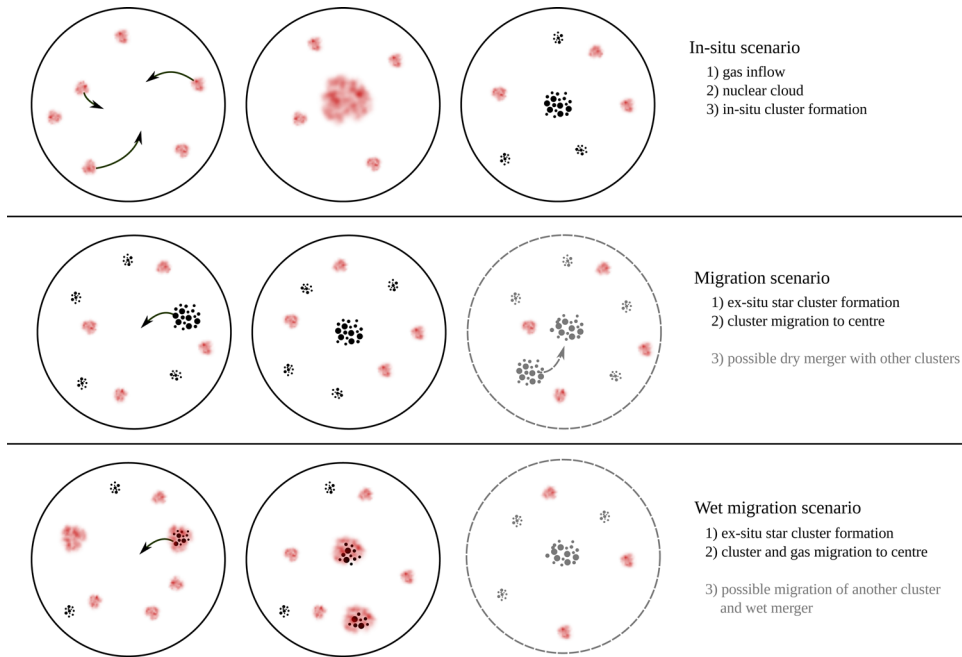 In-situ scenario
1) gas inflow
2) nuclear cloud
3) in-situ cluster formation
Migration scenario
1) ex-situ star cluster formation
2) cluster migration to centre
3) possible dry merger with other clusters
Wet migration scenario
1) ex-situ star cluster formation
2) cluster and gas migration to centre
3) possible migration of another cluster
and wet merger